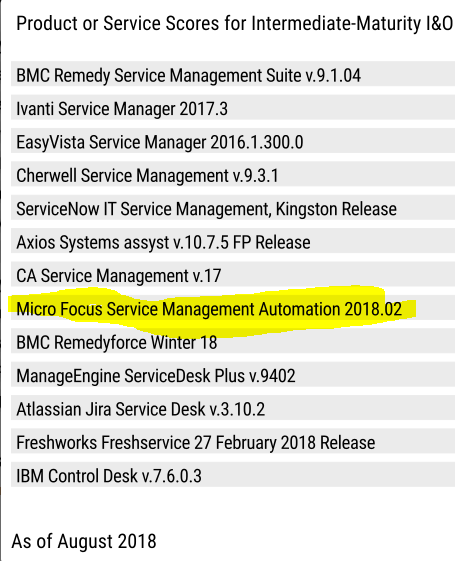 Product or Service Scores for Intermediate-Maturity I&O
BMC Remedy Service Management Suite v.9.1.04
Ivanti Service Manager 2017.3
EasyVista Service Manager 2016.1.300.0
Cherwell Service Management v.9.3.1
ServiceNow IT Service Management, Kingston Release
Axios Systems assyst v.10.7.5 FP Release
CA Service Management v.17
Micro Focus Service Management Automation 2018.02
BMC Remedyforce Winter 18
ManageEngine ServiceDesk Plus v.9402
Atlassian Jira Service Desk v.3.10.2
Freshworks Freshservice 27 February 2018 Release
IBM Control Desk v.7.6.0.3
As of August 2018